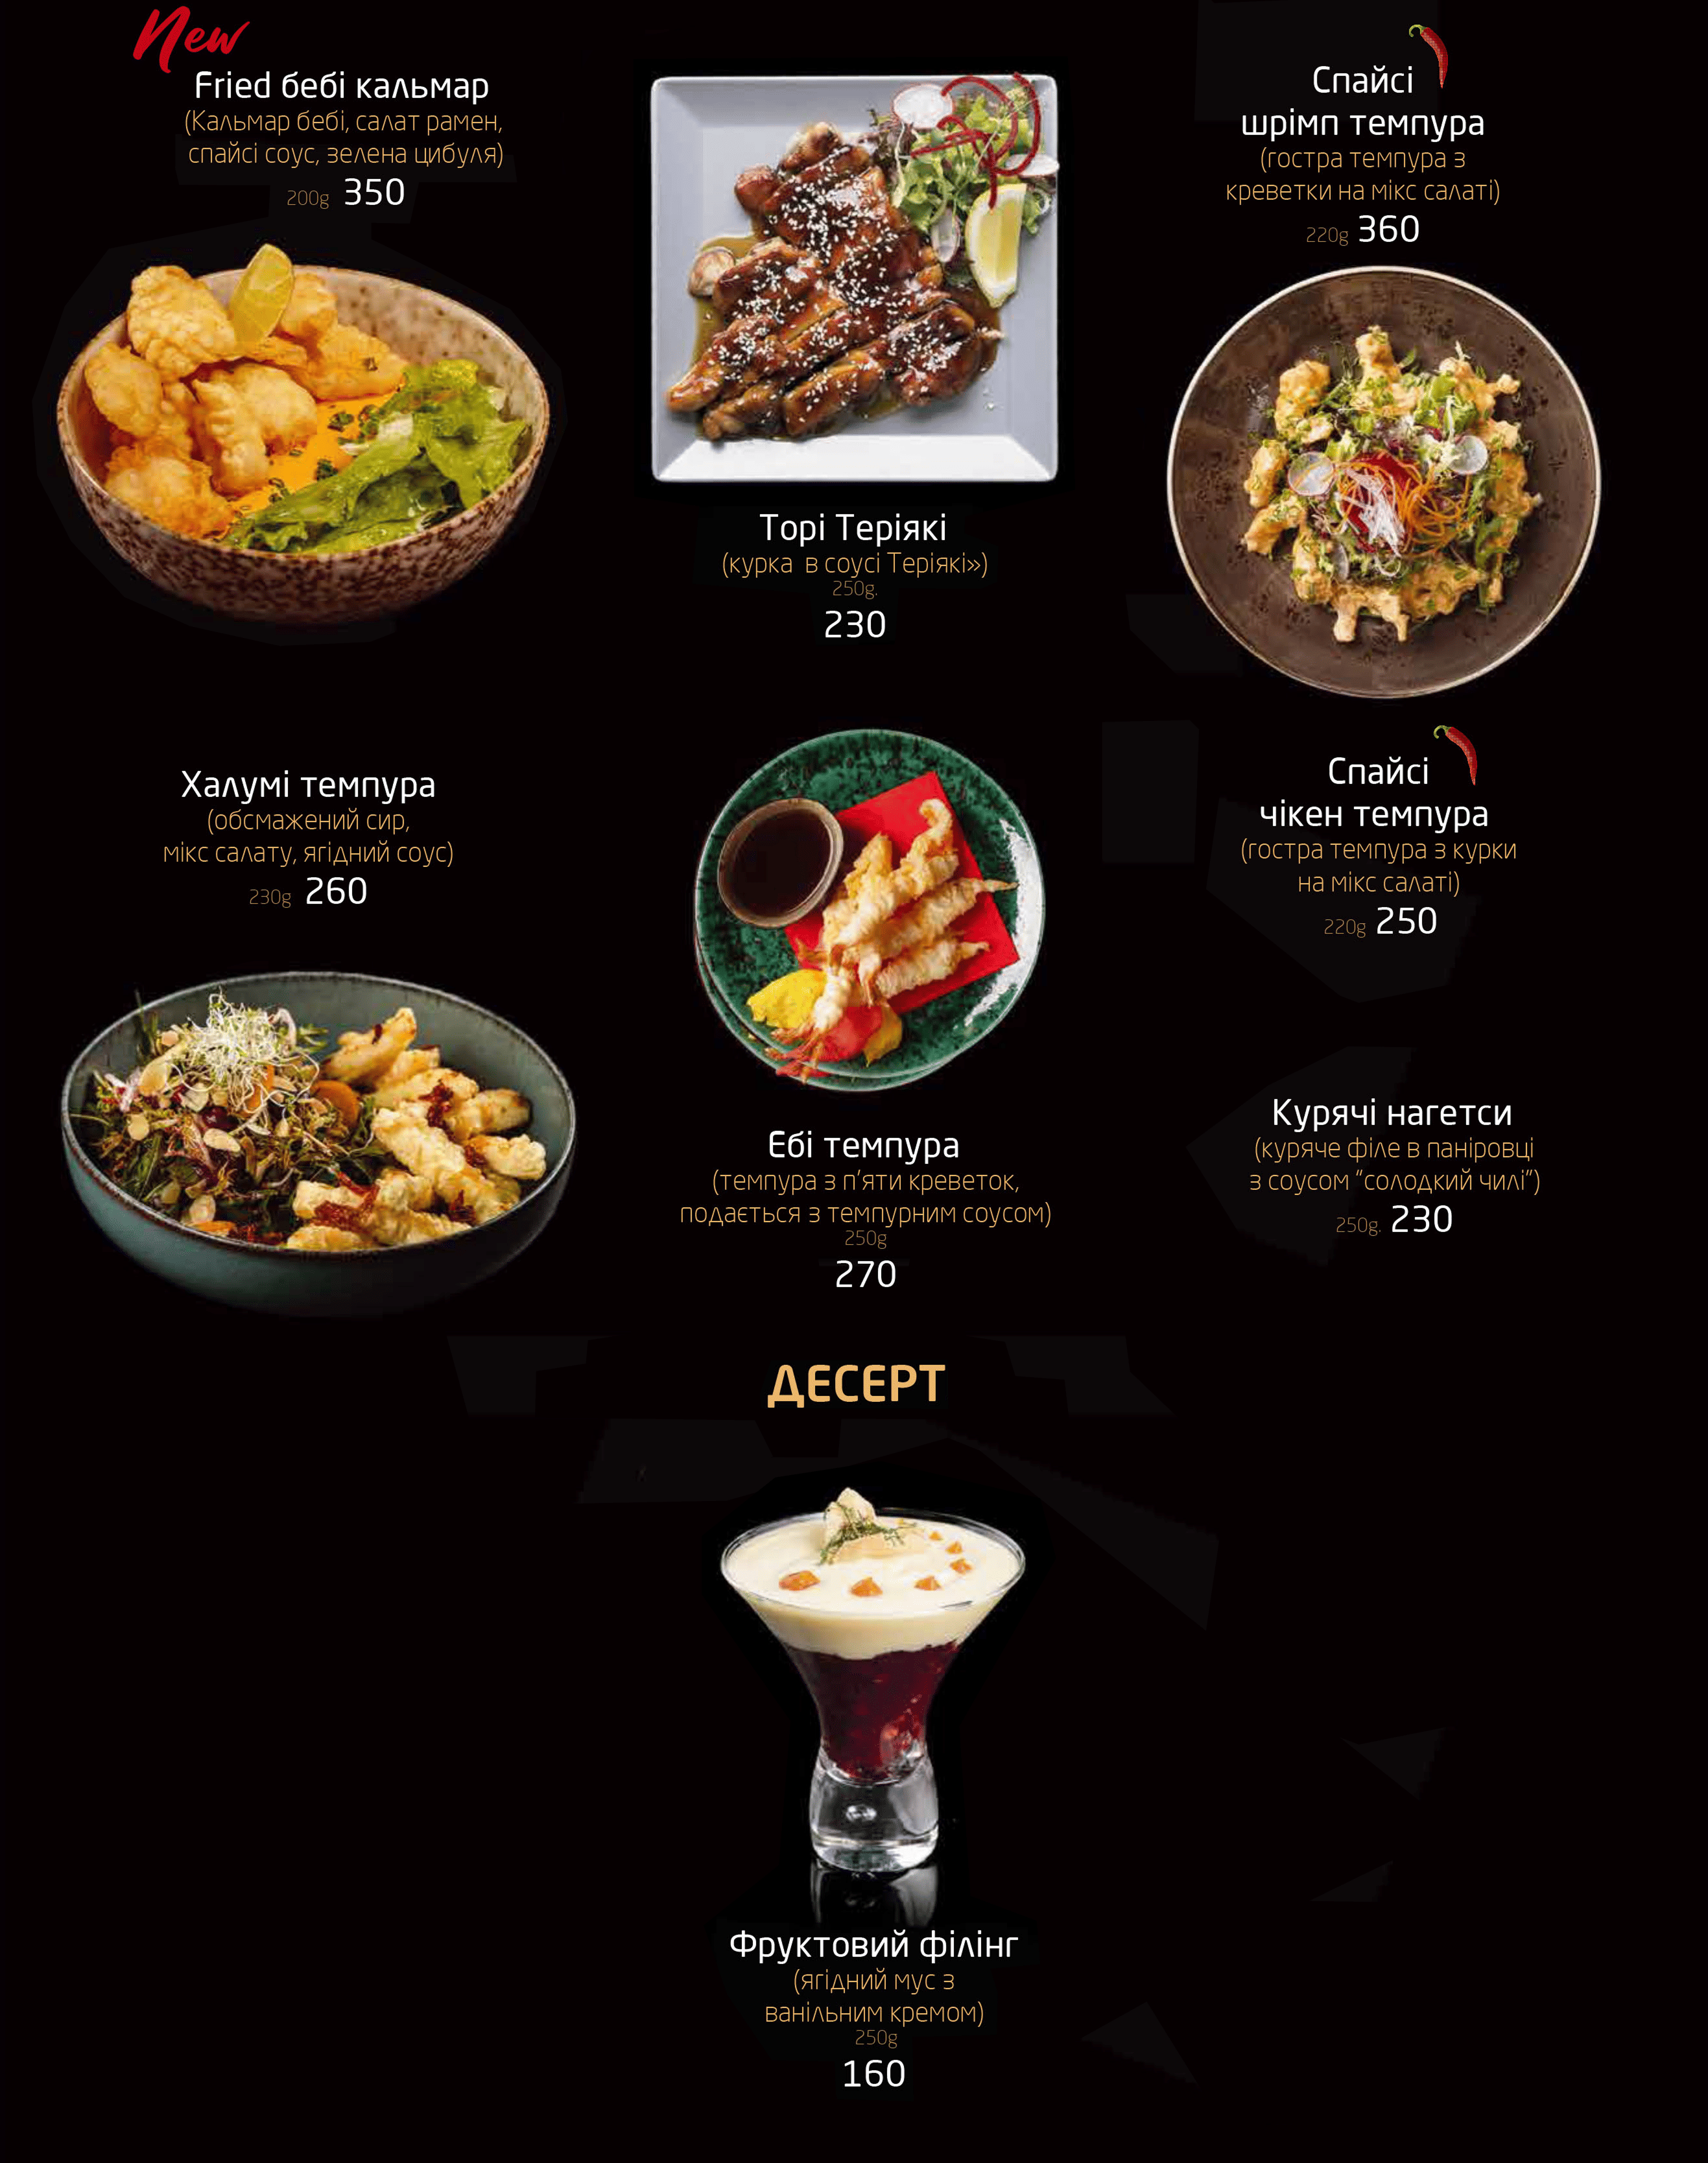 New
Fried бебі кальмар
(Кальмар бебі, салат рамен,
спайсі соус, зелена цибуля)
200g 350
Торі Теріякі
(курка в соусі Теріякі»)
250g.
230
Спайсі
шрімп темпура
(гостра темпура з
креветки на мікс салаті)
220g 360
Халумі темпура
(обсмажений сир,
мікс салату, ягідний соус)
230g 260
Ебі темпура
(темпура з п'яти креветок,
подається з темпурним соусом)
250g
270
Спайсі
чікен темпура
(гостра темпура з курки
на мікс салаті)
220g 250
Курячі нагетси
(куряче філе в паніровці
з соусом "солодкий чилі")
250g. 230
ДЕСЕРТ
Фруктовий філінг
(ягідний мус з
ванільним кремом)
250g
160